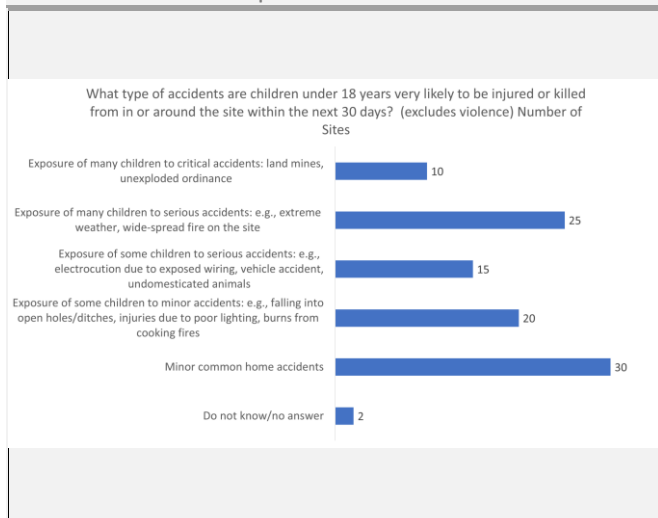 What type of accidents are children under 18 years very likely to be injured or killed
from in or around the site within the next 30 days?  (excludes violence) Number of
Sites
Exposure of many children to critical accidents: land mines,
unexploded ordinance
10
Exposure of many children to serious accidents: e.g., extreme
weather, wide-spread fire on the site
25
Exposure of some children to serious accidents: e.g.,
electrocution due to exposed wiring, vehicle accident,
undomesticated animals
15
Exposure of some children to minor accidents: e.g., falling into
open holes/ditches, injuries due to poor lighting, burns from
cooking fires
20
Minor common home accidents
30
Do not know/no answer
2